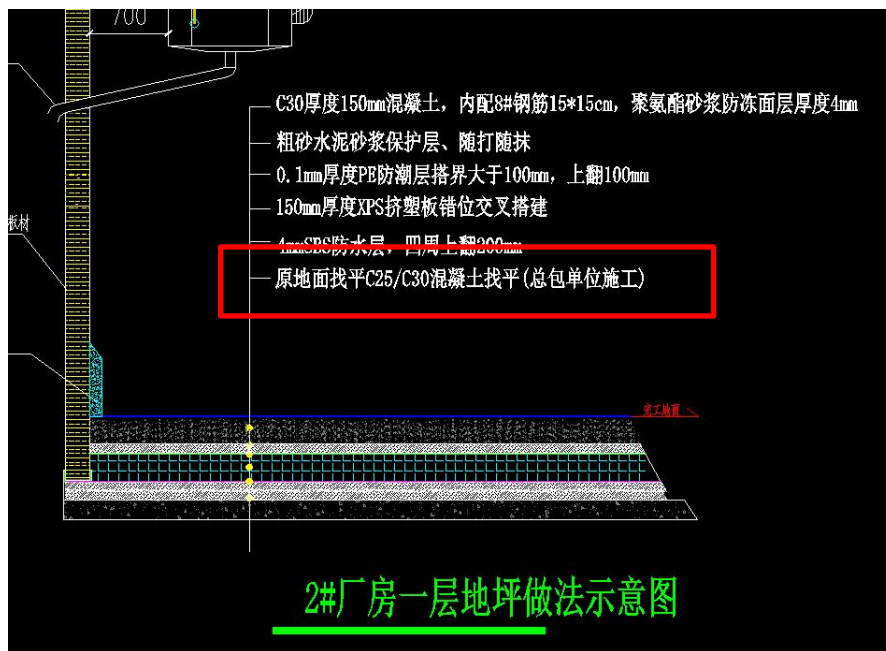 700
C30厚度150mm混凝土，内配8#钢筋15*15cm，聚氨酯砂浆防冻面层厚度4mm
粗砂水泥砂浆保护层、随打随抹
0.1mm厚度PE防潮层搭界大于100mm，上翻100mm
150mm厚度XPS挤塑板错位交叉搭建
板材
4mmSBS防水层，四周上翻200mm
原地面找平C25/C30混凝土找平(总包单位施工)
完工地面
2#厂房一层地坪做法示意图